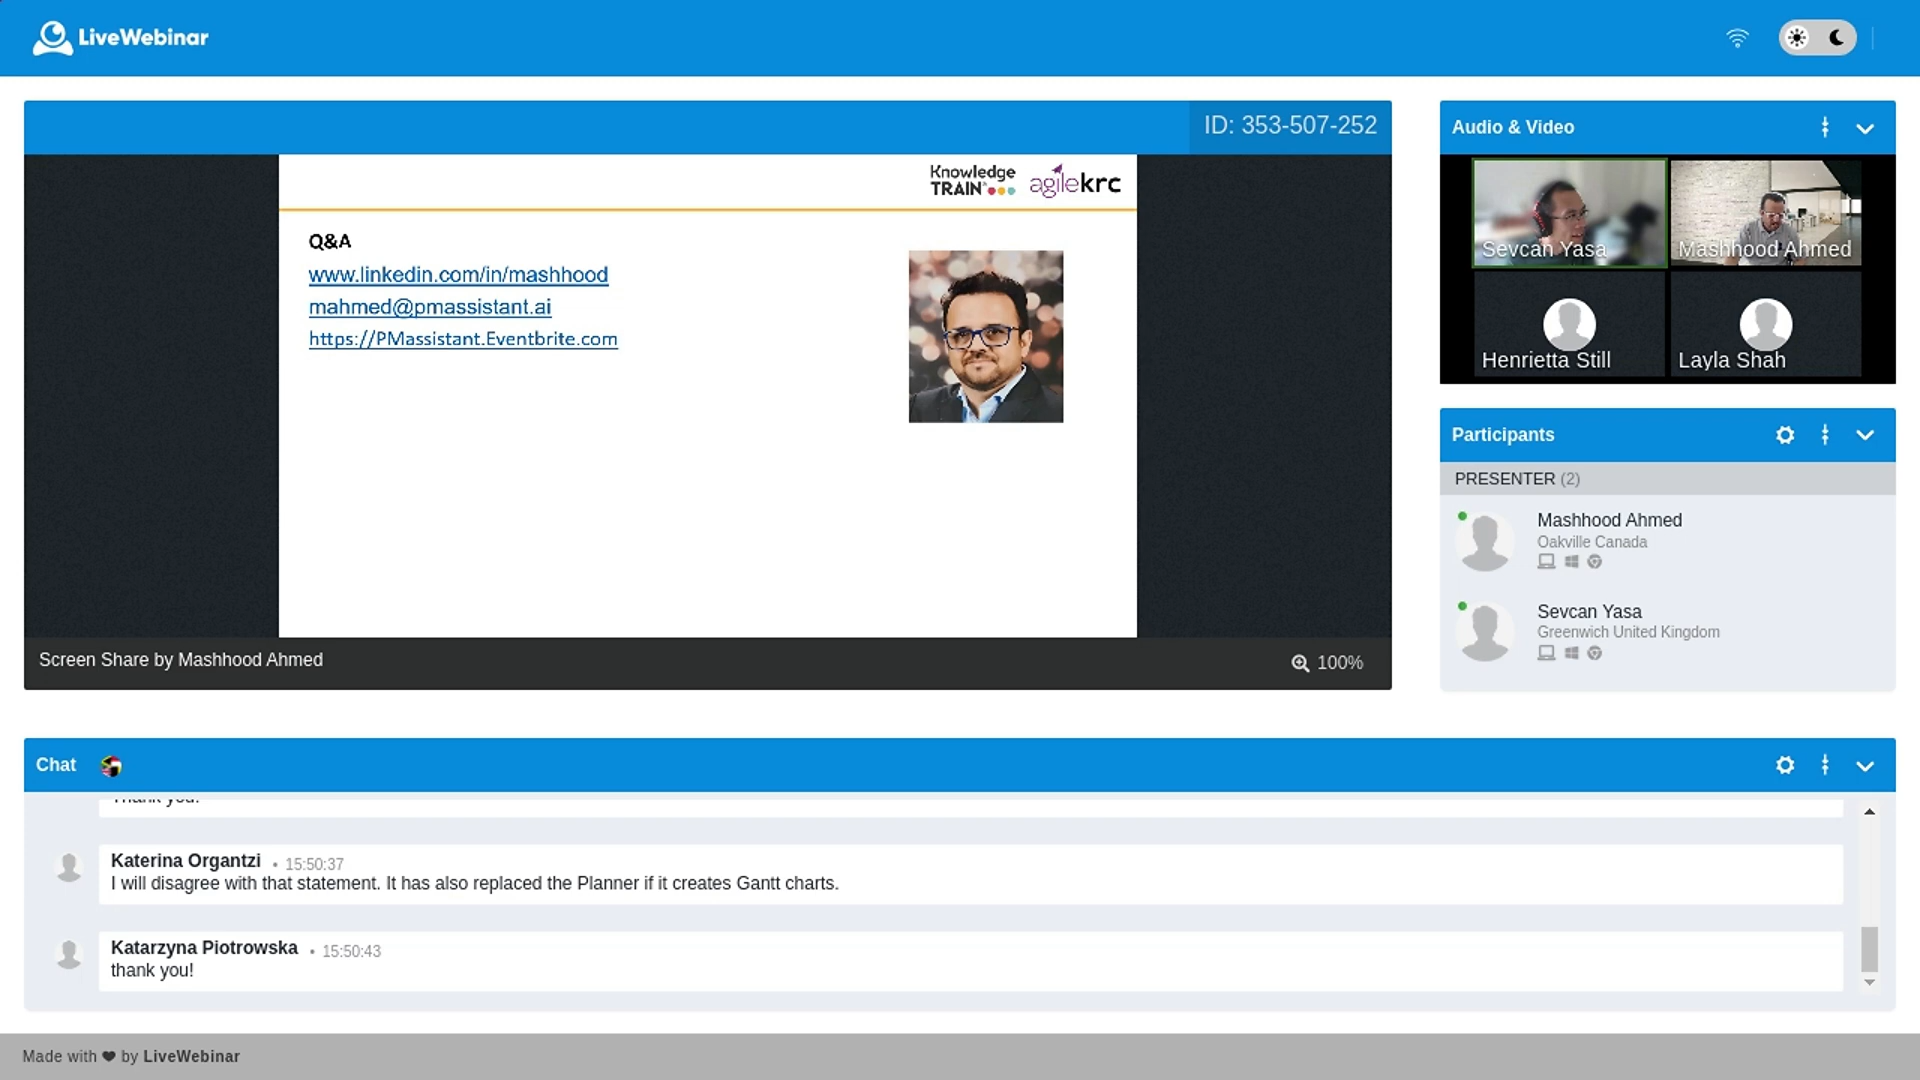 LiveWebinar
ID: 353-507-252
Knowledge
TRAIN
agilekrc
Q&A
www.linkedin.com/in/mashhood
mahmed@pmassistant.ai
https://PMassistant.Eventbrite.com
Screen Share by Mashhood Ahmed
100%
Audio & Video
Sevcan Yasa
Mashhood Ahmed
Henrietta Still
Layla Shah
Participants
PRESENTER (2)
Mashhood Ahmed
Oakville Canada
Sevcan Yasa
Greenwich United Kingdom
Chat
Thank you!
Katerina Organtzi • 15:50:37
I will disagree with that statement. It has also replaced the Planner if it creates Gantt charts.
Katarzyna Piotrowska • 15:50:43
thank you!
Made with ❤ by LiveWebinar